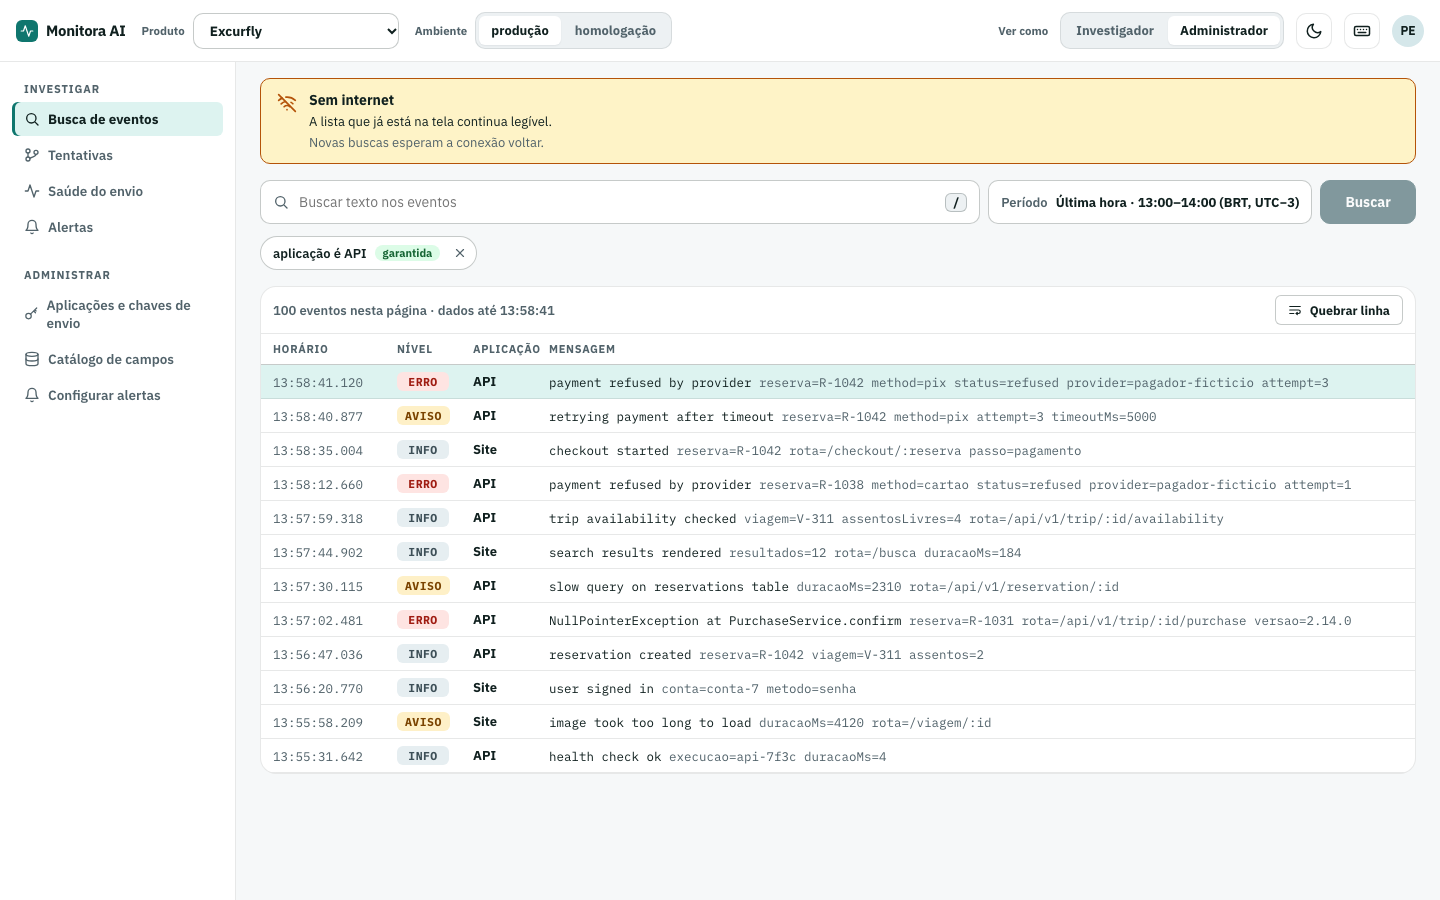 Monitora AI Produto Excurfly Ambiente produção homologação Ver como Investigador Administrador PE
INVESTIGAR
Busca de eventos
Tentativas
Saúde do envio
Alertas
ADMINISTRAR
Aplicações e chaves de
envio
Catálogo de campos
Configurar alertas
Sem internet
A lista que já está na tela continua legível.
Novas buscas esperam a conexão voltar.
Buscar texto nos eventos / Período Última hora · 13:00–14:00 (BRT, UTC−3) Buscar
aplicação é API garantida
100 eventos nesta página · dados até 13:58:41 Quebrar linha
HORÁRIO NÍVEL APLICAÇÃO MENSAGEM
13:58:41.120 ERRO API payment refused by provider reserva=R-1042 method=pix status=refused provider=pagador-ficticio attempt=3
13:58:40.877 AVISO API retrying payment after timeout reserva=R-1042 method=pix attempt=3 timeoutMs=5000
13:58:35.004 INFO Site checkout started reserva=R-1042 rota=/checkout/:reserva passo=pagamento
13:58:12.660 ERRO API payment refused by provider reserva=R-1038 method=cartao status=refused provider=pagador-ficticio attempt=1
13:57:59.318 INFO API trip availability checked viagem=V-311 assentosLivres=4 rota=/api/v1/trip/:id/availability
13:57:44.902 INFO Site search results rendered resultados=12 rota=/busca duracaoMs=184
13:57:30.115 AVISO API slow query on reservations table duracaoMs=2310 rota=/api/v1/reservation/:id
13:57:02.481 ERRO API NullPointerException at PurchaseService.confirm reserva=R-1031 rota=/api/v1/trip/:id/purchase versao=2.14.0
13:56:47.036 INFO API reservation created reserva=R-1042 viagem=V-311 assentos=2
13:56:20.770 INFO Site user signed in conta=conta-7 metodo=senha
13:55:58.209 AVISO Site image took too long to load duracaoMs=4120 rota=/viagem/:id
13:55:31.642 INFO API health check ok execucao=api-7f3c duracaoMs=4